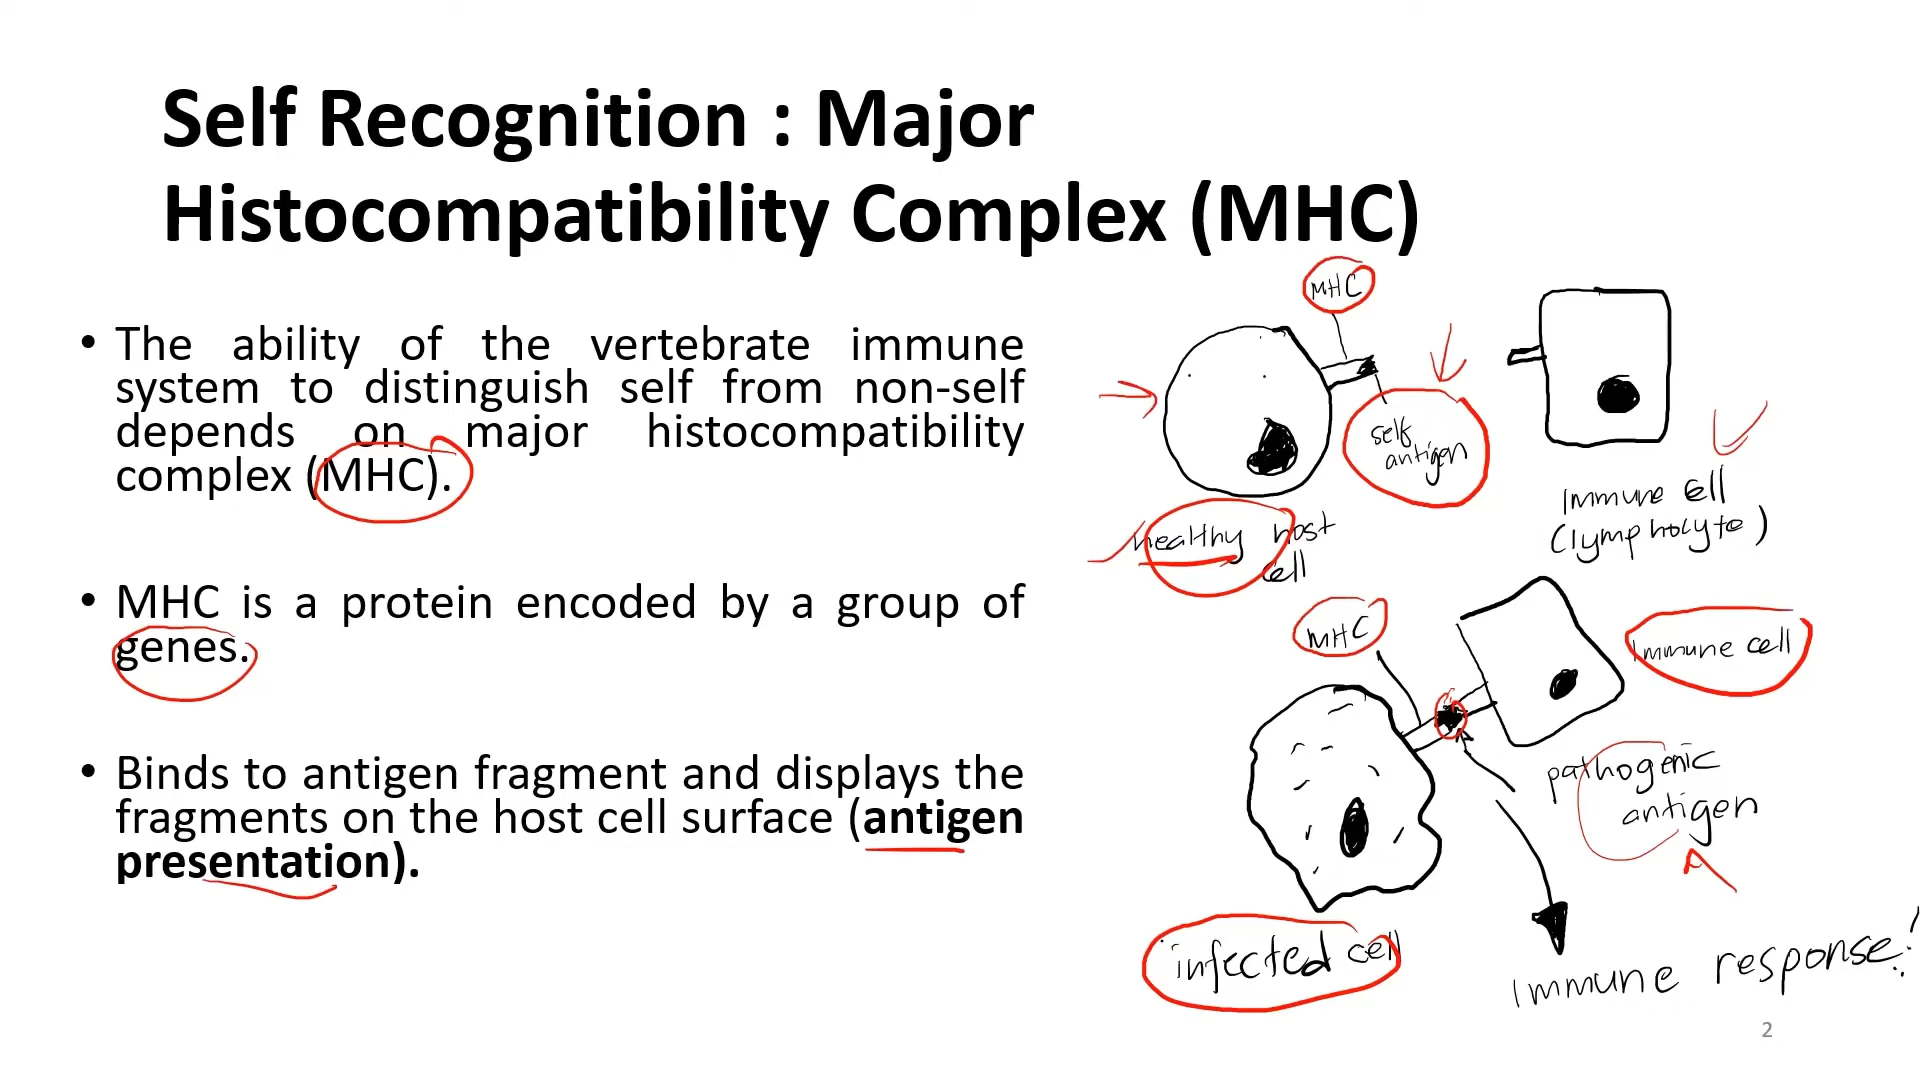 Self Recognition : Major
Histocompatibility Complex (MHC)
• The ability of the vertebrate immune
system to distinguish self from non-self
depends on major histocompatibility
complex (MHC).
• MHC is a protein encoded by a group of
genes.
• Binds to antigen fragment and displays the
fragments on the host cell surface (antigen
presentation).
MHC
self
antigen
healthy host
cell
Immune cell
(lympholyte)
MHC
Immune cell
pathogenic
antigen
infected cell
Immune response!
2